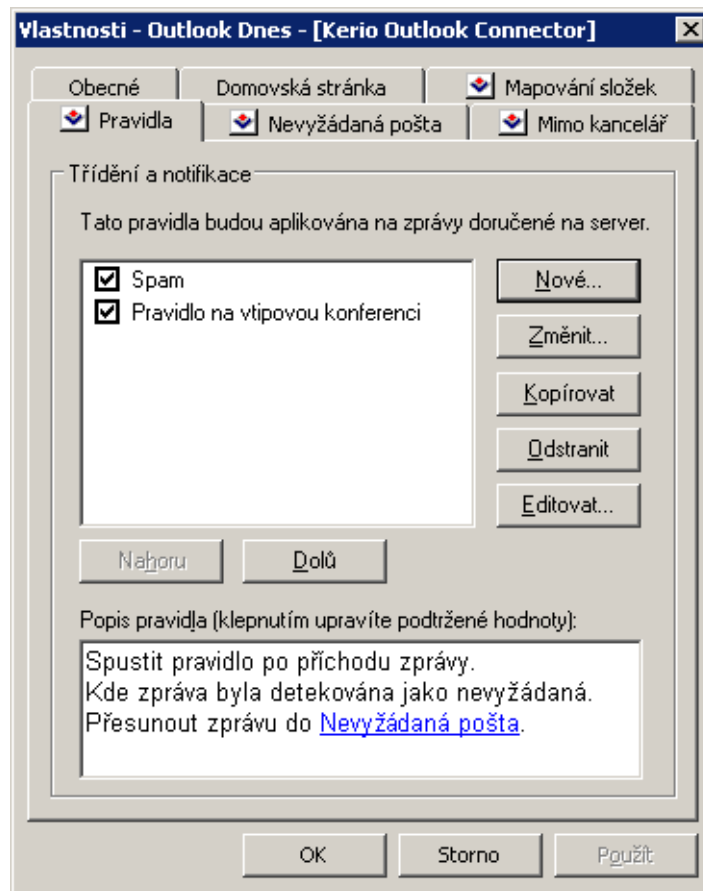 Vlastnosti - Outlook Dnes - [Kerio Outlook Connector]
Obecné Domovská stránka Mapování složek
Pravidla Nevyžádaná pošta Mimo kancelář
Třídění a notifikace
Tato pravidla budou aplikována na zprávy doručené na server.
Spam
Pravidlo na vtipovou konferenci
Nové...
Změnit...
Kopírovat
Odstranit
Editovat...
Nahoru Dolů
Popis pravidla (klepnutím upravíte podtržené hodnoty):
Spustit pravidlo po příchodu zprávy.
Kde zpráva byla detekována jako nevyžádaná.
Přesunout zprávu do Nevyžádaná pošta.
OK Storno Použít